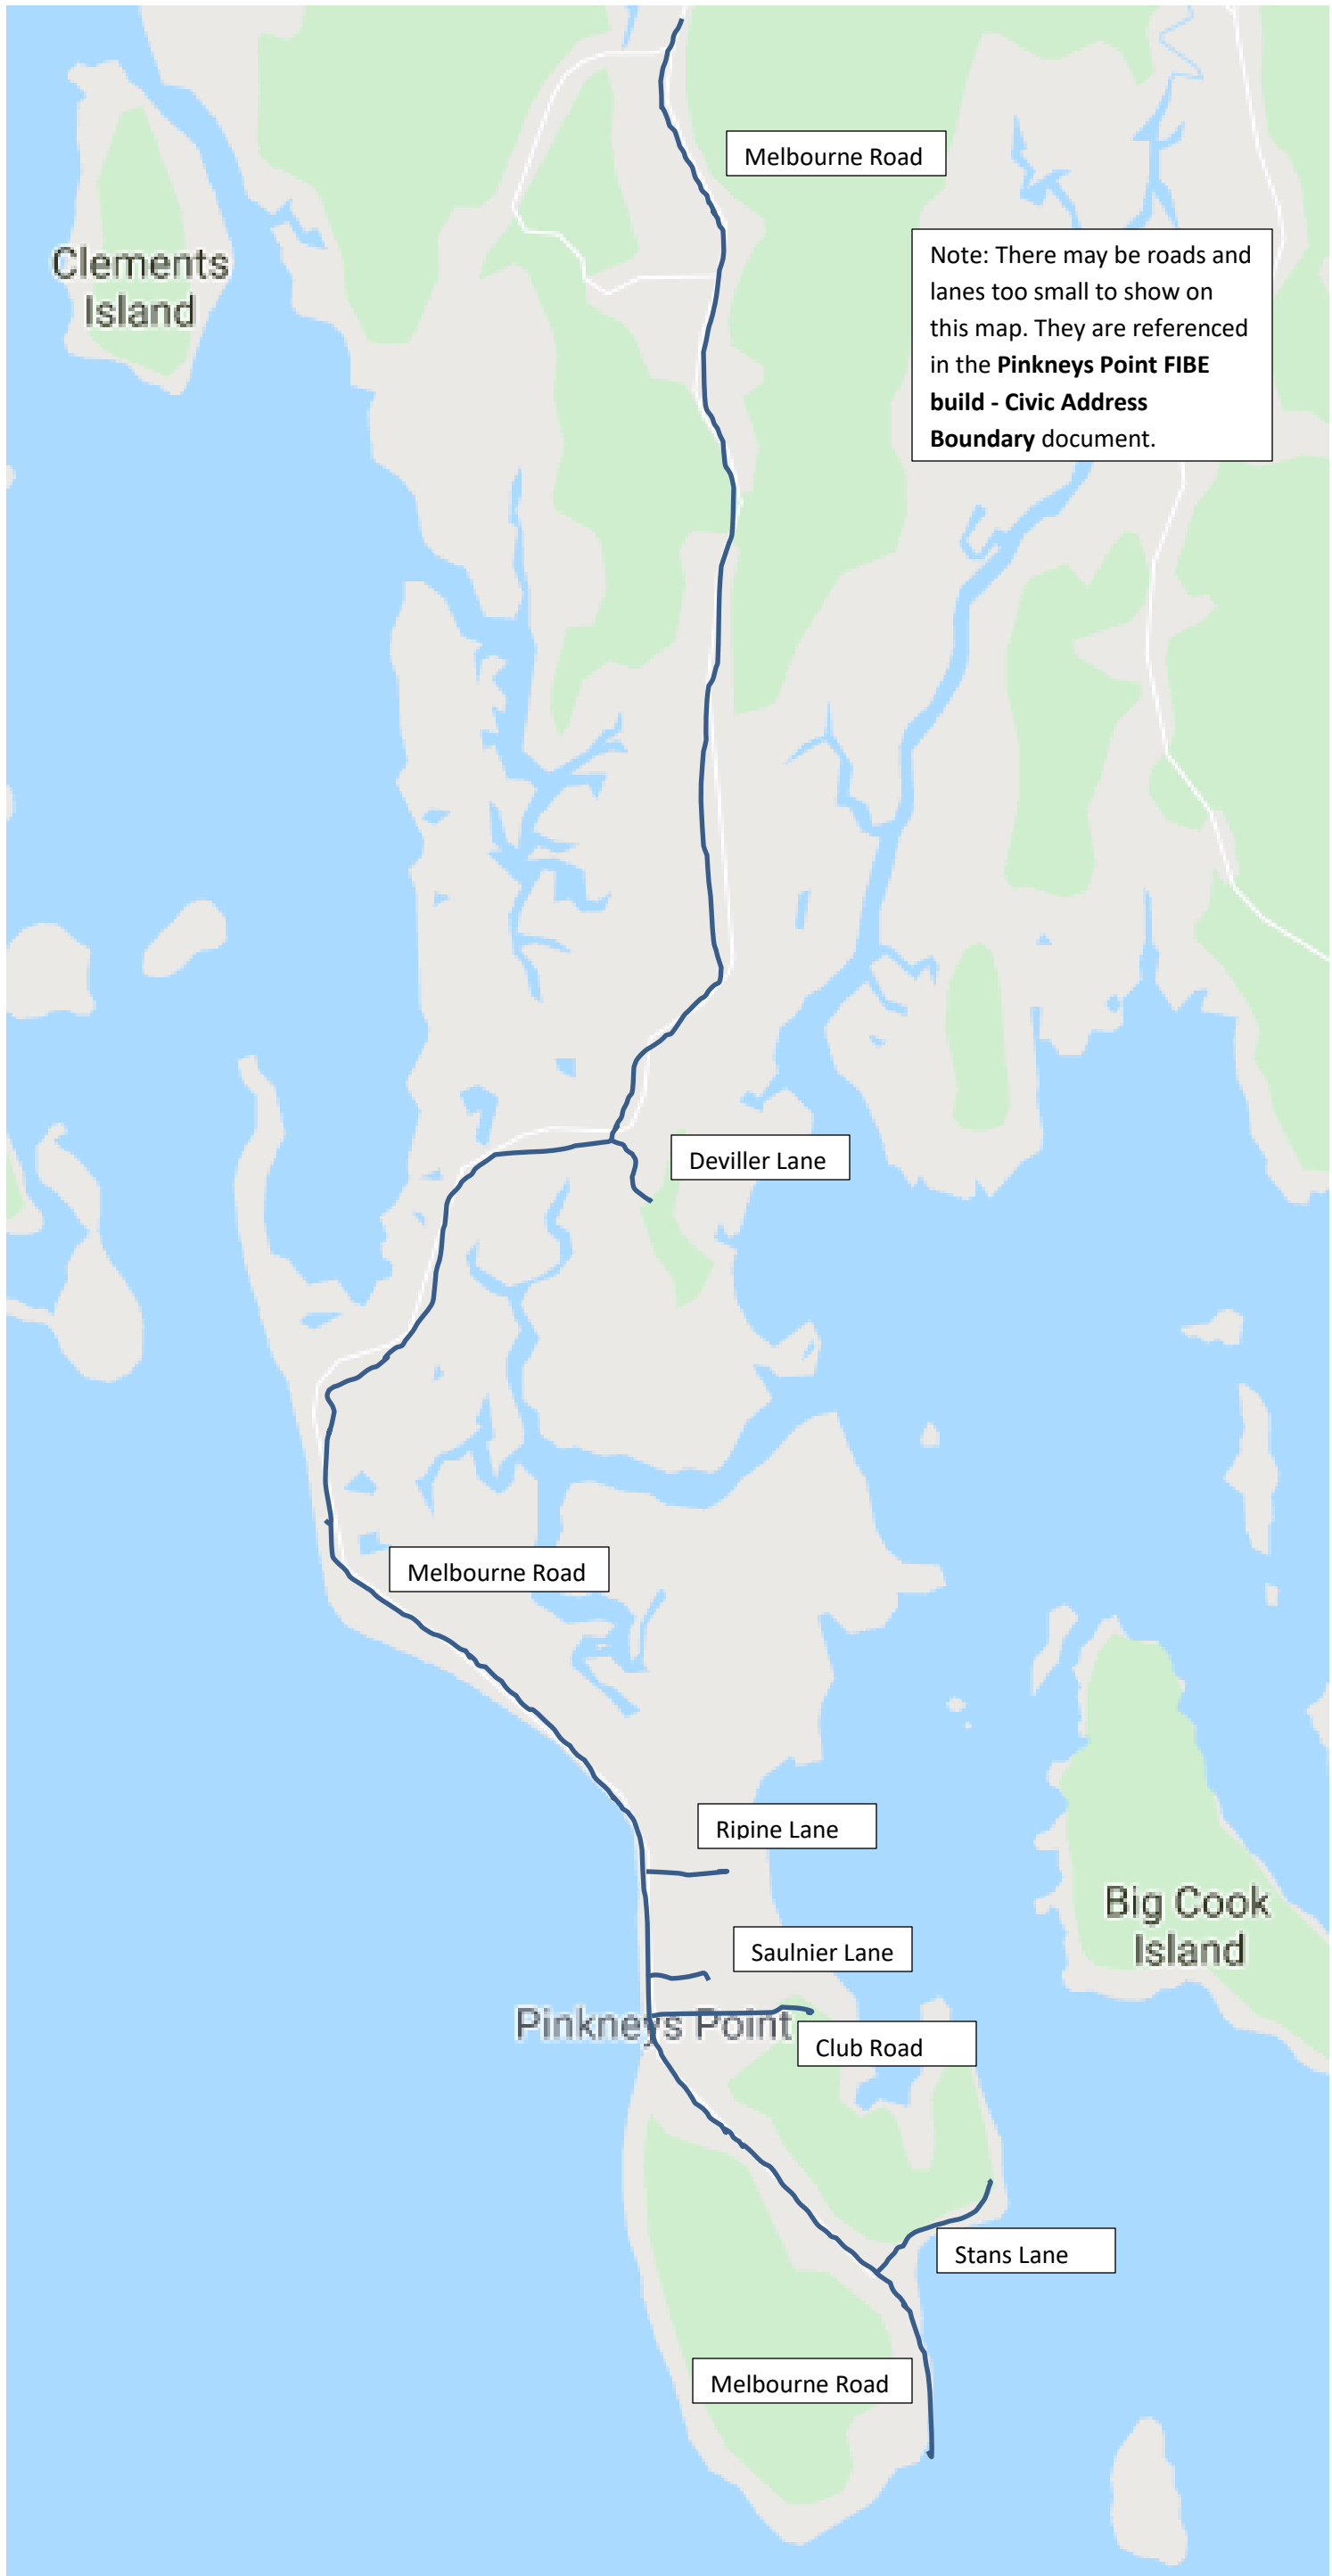 Melbourne Road
Clements
Island
Note: There may be roads and
lanes too small to show on
this map. They are referenced
in the Pinkneys Point FIBE
build - Civic Address
Boundary document.
Deviller Lane
Melbourne Road
Ripine Lane
Big Cook
Island
Saulnier Lane
Pinkneys Point
Club Road
Stans Lane
Melbourne Road